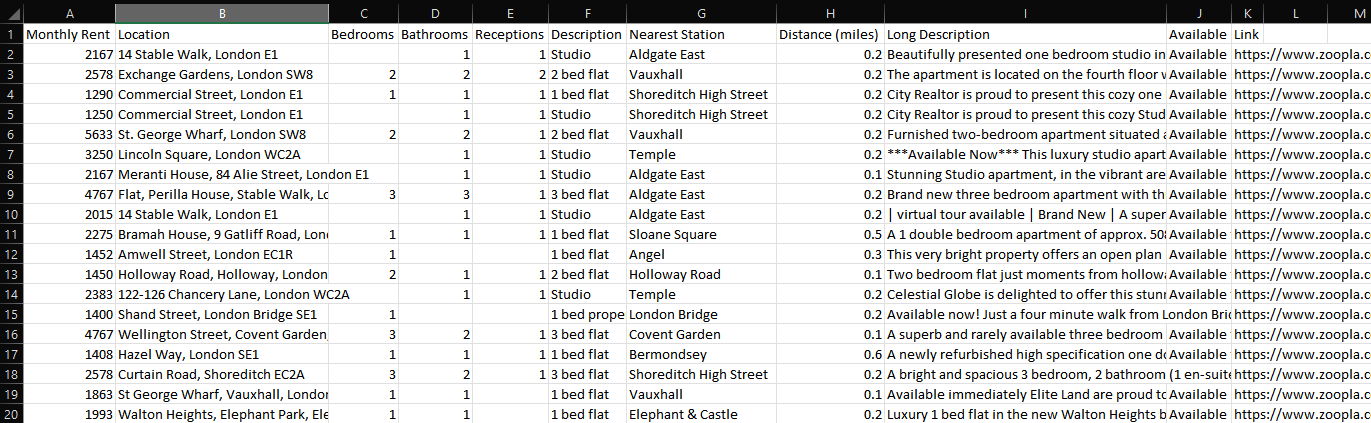 A B C D E F G H I J K L M
1 Monthly Rent Location Bedrooms Bathrooms Receptions Description Nearest Station Distance (miles) Long Description Available Link
2 2167 14 Stable Walk, London E1 1 1 Studio Aldgate East 0.2 Beautifully presented one bedroom studio in Available https://www.zoopla.c
3 2578 Exchange Gardens, London SW8 2 2 2 2 bed flat Vauxhall 0.2 The apartment is located on the fourth floor Available https://www.zoopla.c
4 1290 Commercial Street, London E1 1 1 1 1 bed flat Shoreditch High Street 0.2 City Realtor is proud to present this cozy one Available https://www.zoopla.c
5 1250 Commercial Street, London E1 1 1 Studio Shoreditch High Street 0.2 City Realtor is proud to present this cozy Stud Available https://www.zoopla.c
6 5633 St. George Wharf, London SW8 2 2 1 2 bed flat Vauxhall 0.2 Furnished two-bedroom apartment situated Available https://www.zoopla.c
7 3250 Lincoln Square, London WC2A 1 1 Studio Temple 0.2 ***Available Now*** This luxury studio apart Available https://www.zoopla.c
8 2167 Meranti House, 84 Alie Street, London E1 1 1 Studio Aldgate East 0.1 Stunning Studio apartment, in the vibrant are Available https://www.zoopla.c
9 4767 Flat, Perilla House, Stable Walk, Lo 3 3 1 3 bed flat Aldgate East 0.2 Brand new three bedroom apartment with th Available https://www.zoopla.c
10 2015 14 Stable Walk, London E1 1 1 Studio Aldgate East 0.2 | virtual tour available | Brand New | A super Available https://www.zoopla.c
11 2275 Bramah House, 9 Gatliff Road, Lon 1 1 1 1 bed flat Sloane Square 0.5 A 1 double bedroom apartment of approx. 508 Available https://www.zoopla.c
12 1452 Amwell Street, London EC1R 1 1 bed flat Angel 0.3 This very bright property offers an open plan Available https://www.zoopla.c
13 1450 Holloway Road, Holloway, London 2 1 1 2 bed flat Holloway Road 0.1 Two bedroom flat just moments from hollow Available https://www.zoopla.c
14 2383 122-126 Chancery Lane, London WC2A 1 1 Studio Temple 0.2 Celestial Globe is delighted to offer this stun Available https://www.zoopla.c
15 1400 Shand Street, London Bridge SE1 1 1 bed prope London Bridge 0.2 Available now! Just a four minute walk from London Bri Available https://www.zoopla.c
16 4767 Wellington Street, Covent Garden, 3 2 1 3 bed flat Covent Garden 0.1 A superb and rarely available three bedroom Available https://www.zoopla.c
17 1408 Hazel Way, London SE1 1 1 1 1 bed flat Bermondsey 0.6 A newly refurbished high specification one Available https://www.zoopla.c
18 2578 Curtain Road, Shoreditch EC2A 3 2 1 3 bed flat Shoreditch High Street 0.2 A bright and spacious 3 bedroom, 2 bathroom (1 en-suite Available https://www.zoopla.c
19 1863 St George Wharf, Vauxhall, London 1 1 1 bed flat Vauxhall 0.1 Available immediately Elite Land are proud to Available https://www.zoopla.c
20 1993 Walton Heights, Elephant Park, Ele 1 1 1 bed flat Elephant & Castle 0.2 Luxury 1 bed flat in the new Walton Heights b Available https://www.zoopla.c